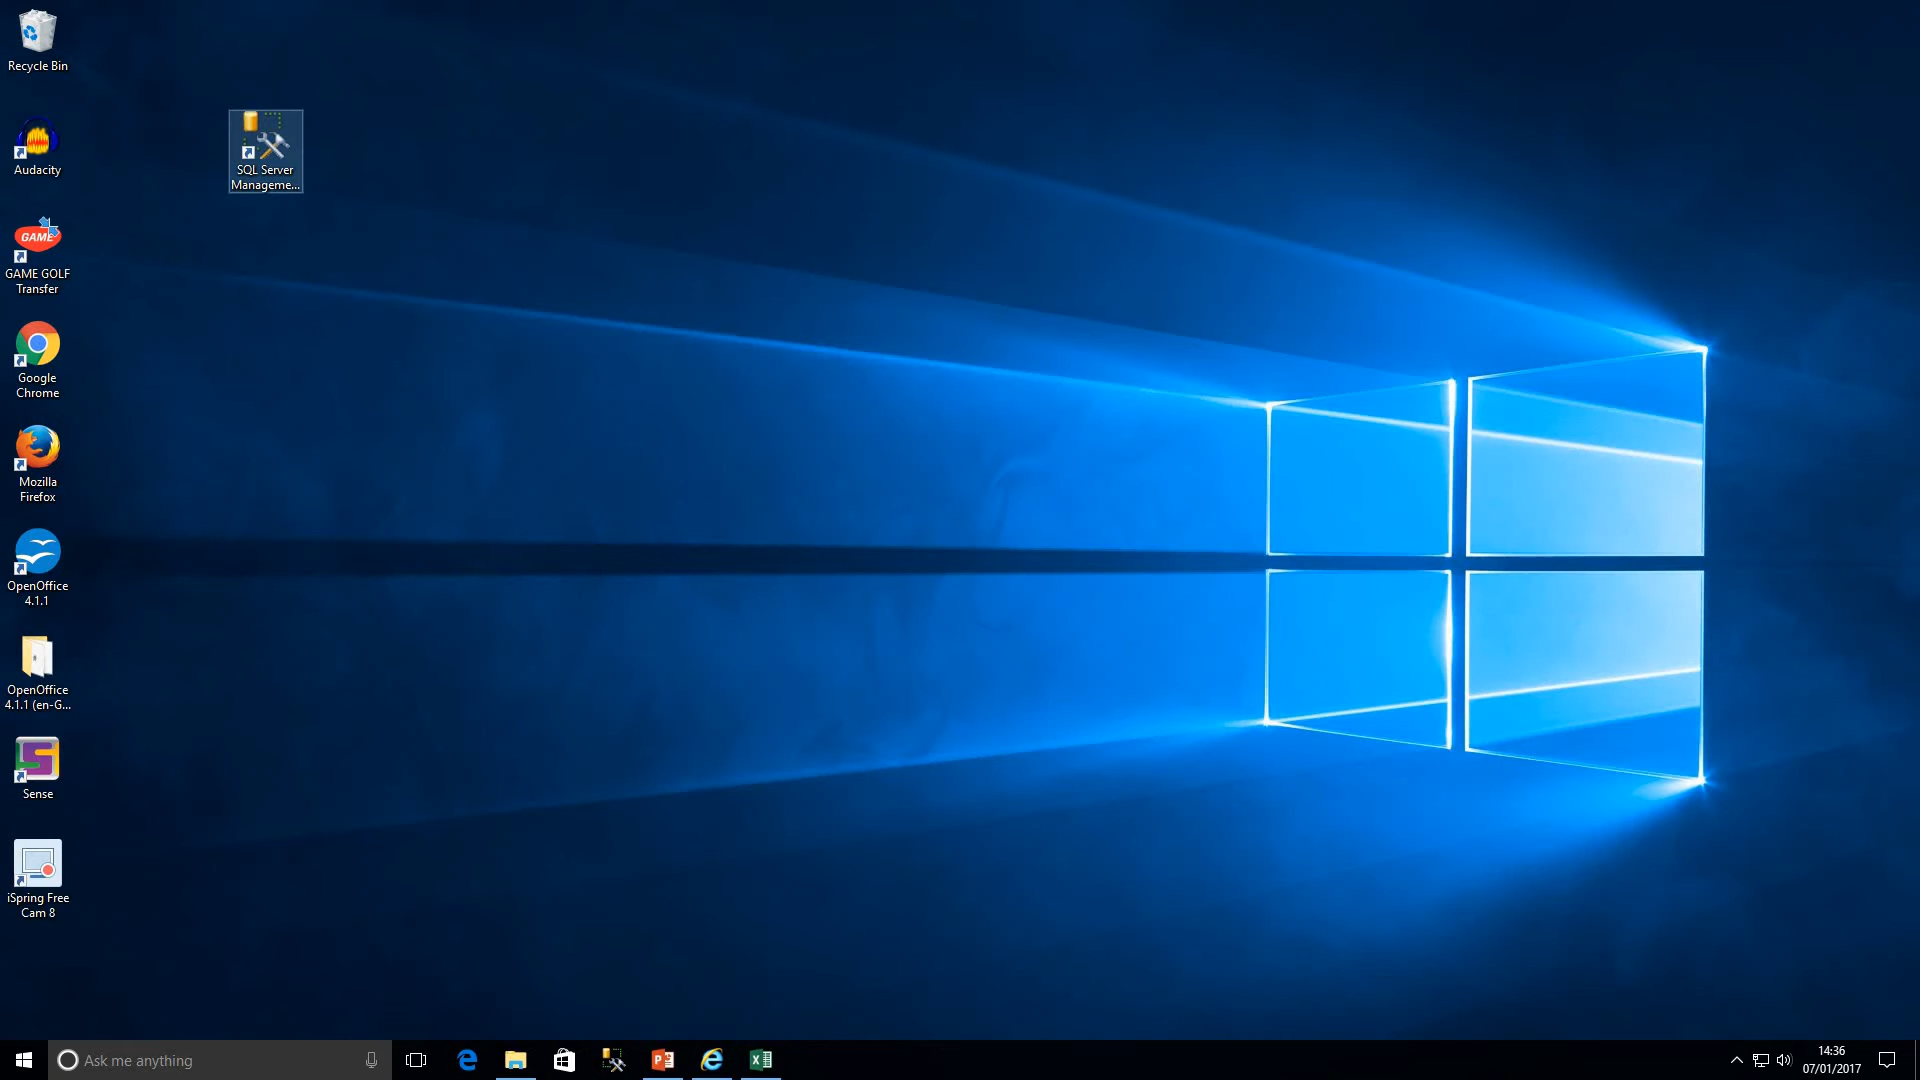 Recycle Bin
Audacity
SQL Server
Manageme...
GAME
GAME GOLF
Transfer
Google
Chrome
Mozilla
Firefox
OpenOffice
4.1.1
OpenOffice
4.1.1 (en-G...
Sense
iSpring Free
Cam 8
Ask me anything
14:36
07/01/2017